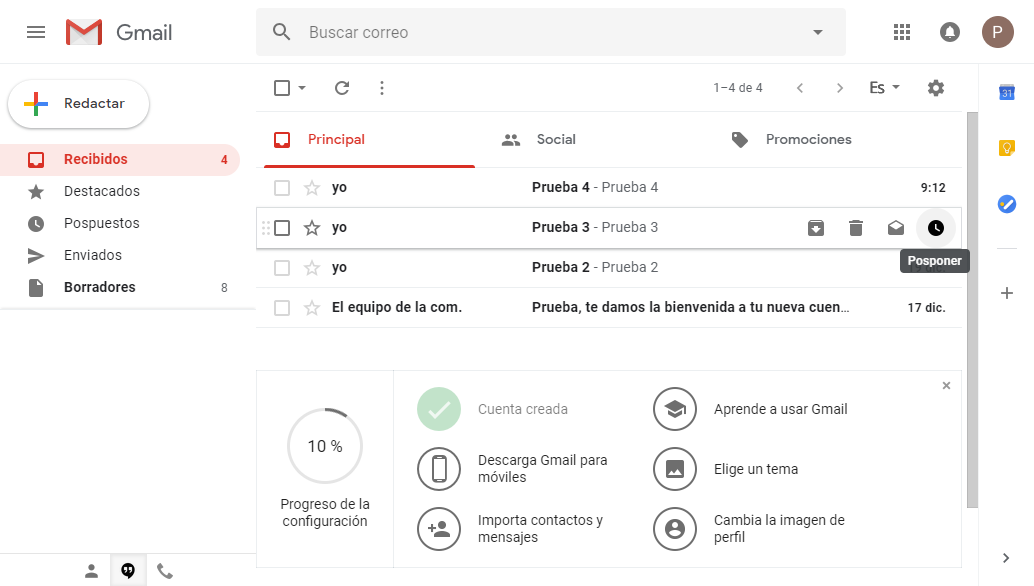 Gmail
Buscar correo
P
Redactar
1–4 de 4
Es
31
Recibidos 4
Destacados
Pospuestos
Enviados
Borradores 8
Principal
Social
Promociones
yo Prueba 4 - Prueba 4 9:12
yo Prueba 3 - Prueba 3
Posponer
yo Prueba 2 - Prueba 2 19 dic.
El equipo de la com. Prueba, te damos la bienvenida a tu nueva cuen… 17 dic.
10 %
Progreso de la
configuración
Cuenta creada
Aprende a usar Gmail
Descarga Gmail para
móviles
Elige un tema
Importa contactos y
mensajes
Cambia la imagen de
perfil